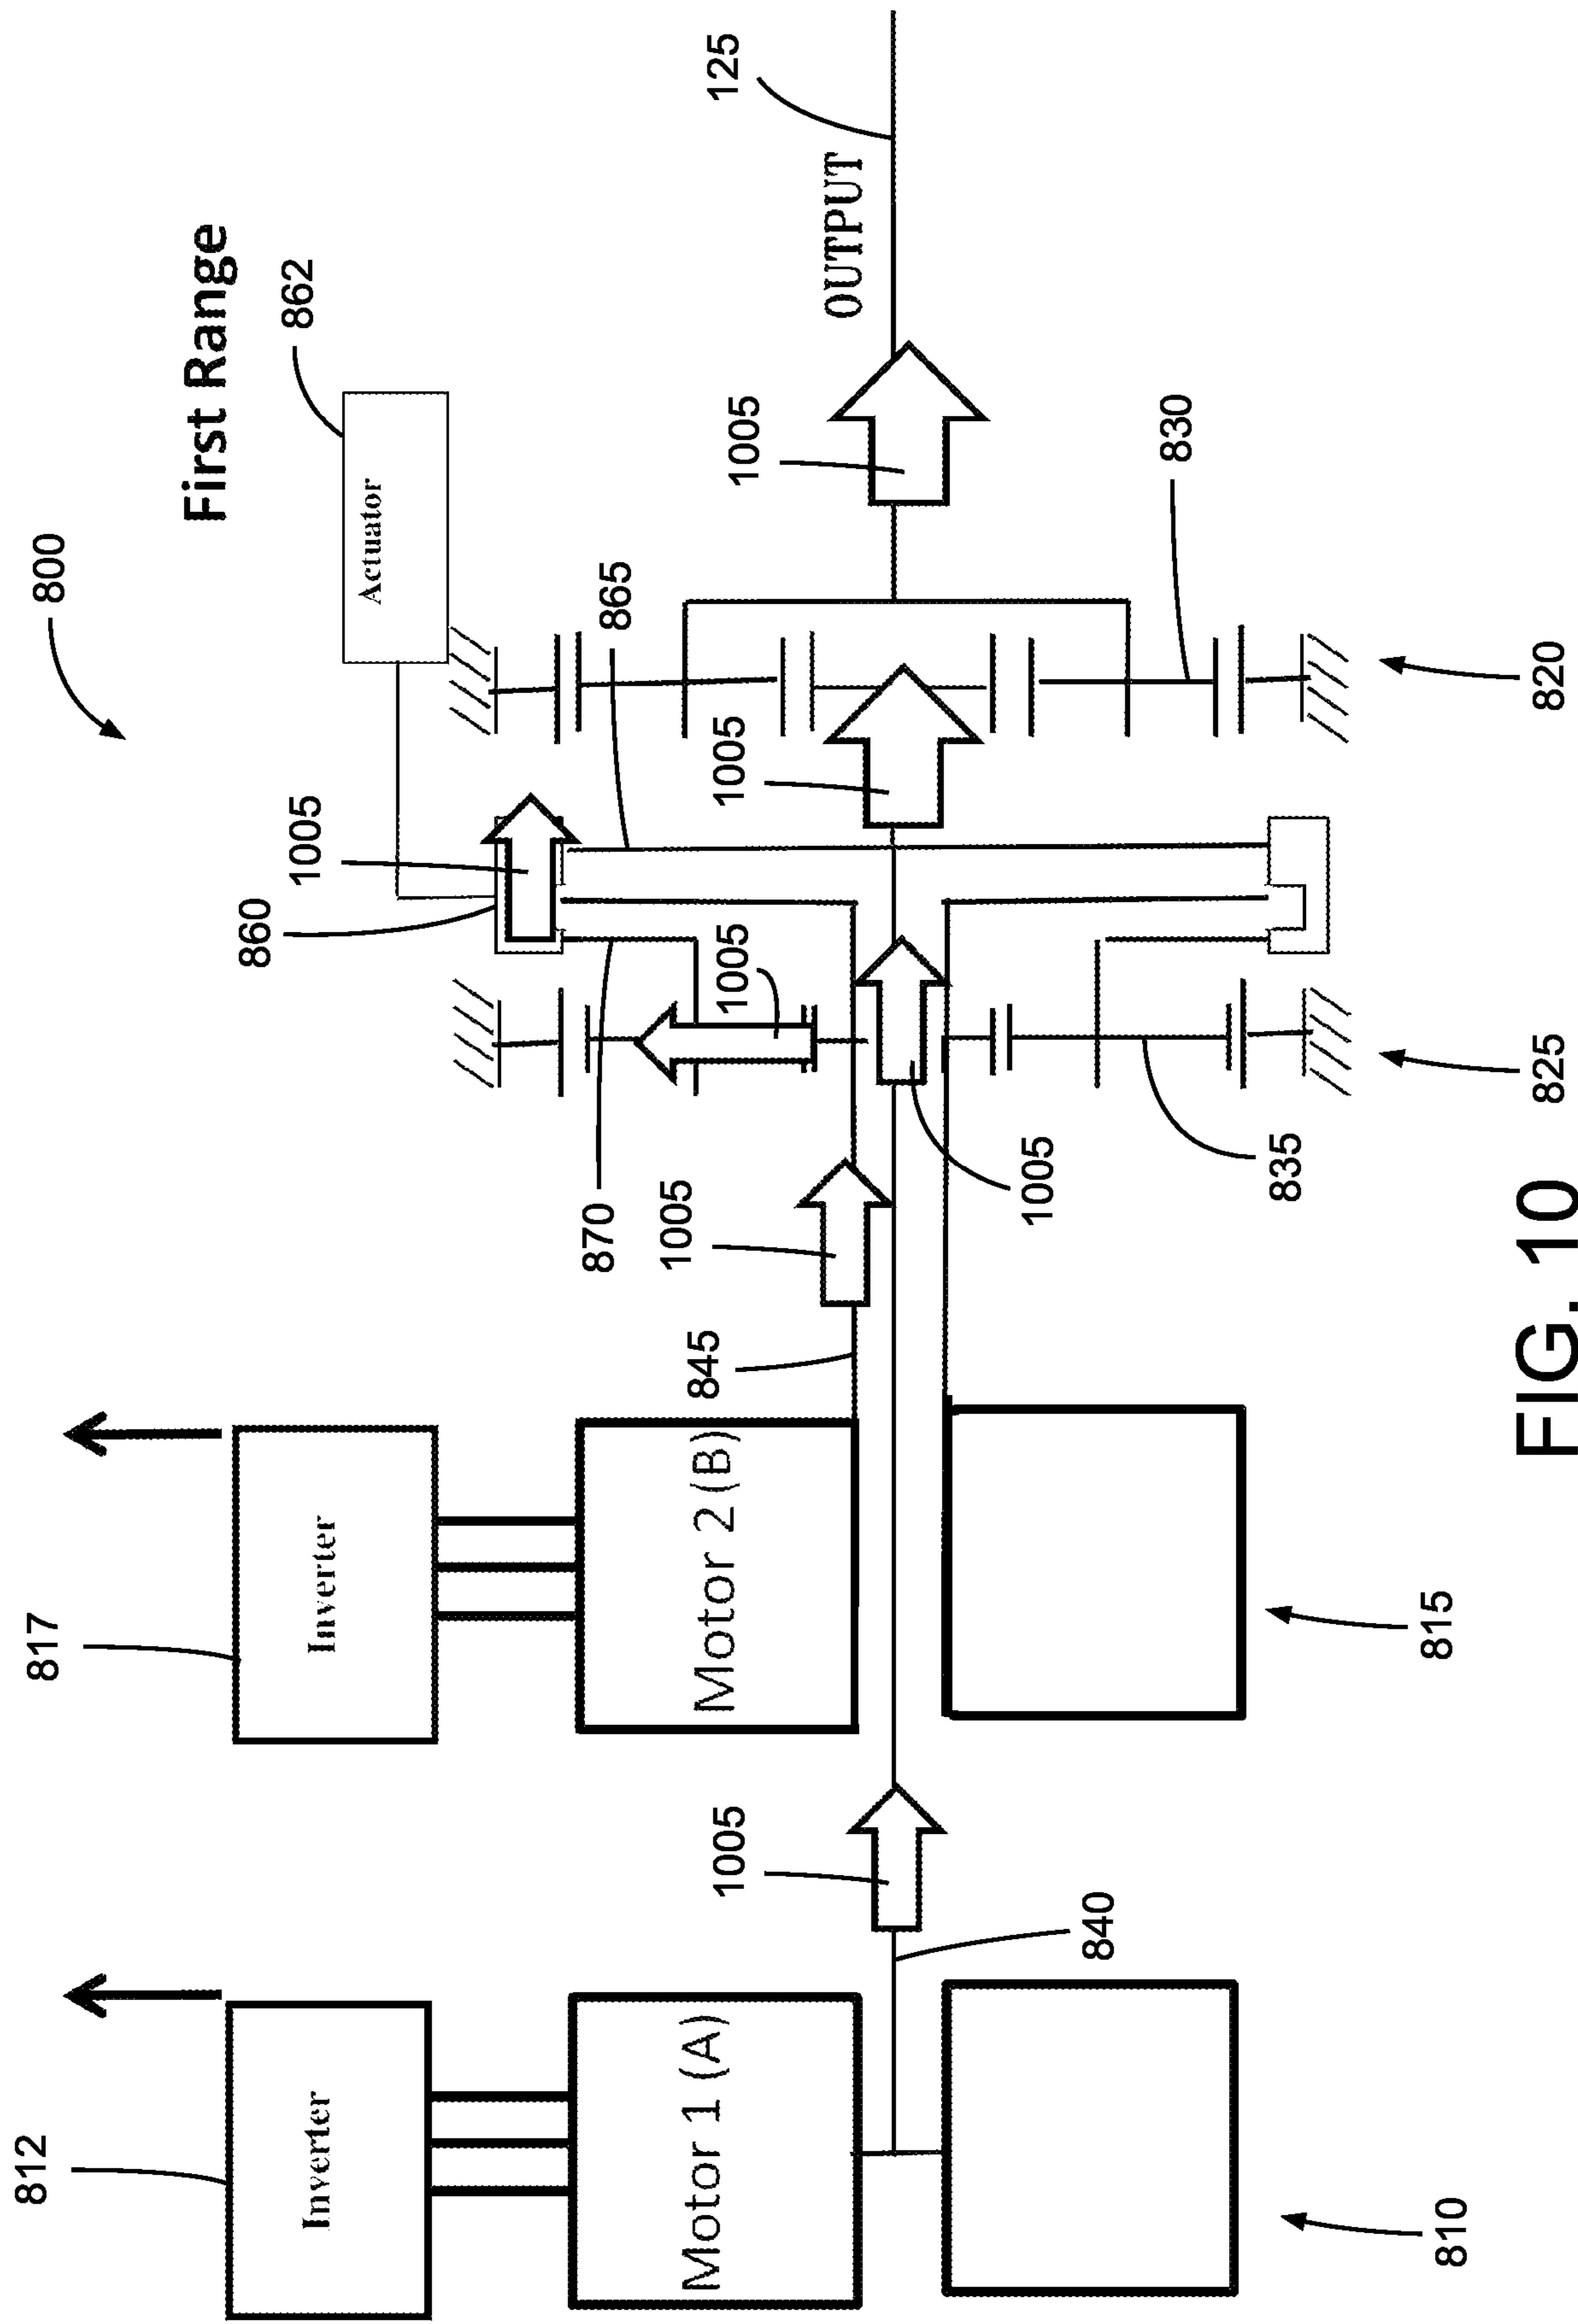 800
First Range
862
Actuator
817
812
Inverter
Inverter
860
1005
865
870
1005
1005
1005
1005
125
OUTPUT
845
1005
Motor 1 (A)
Motor 2 (B)
840
1005
835
830
810
815
825
820
FIG. 10